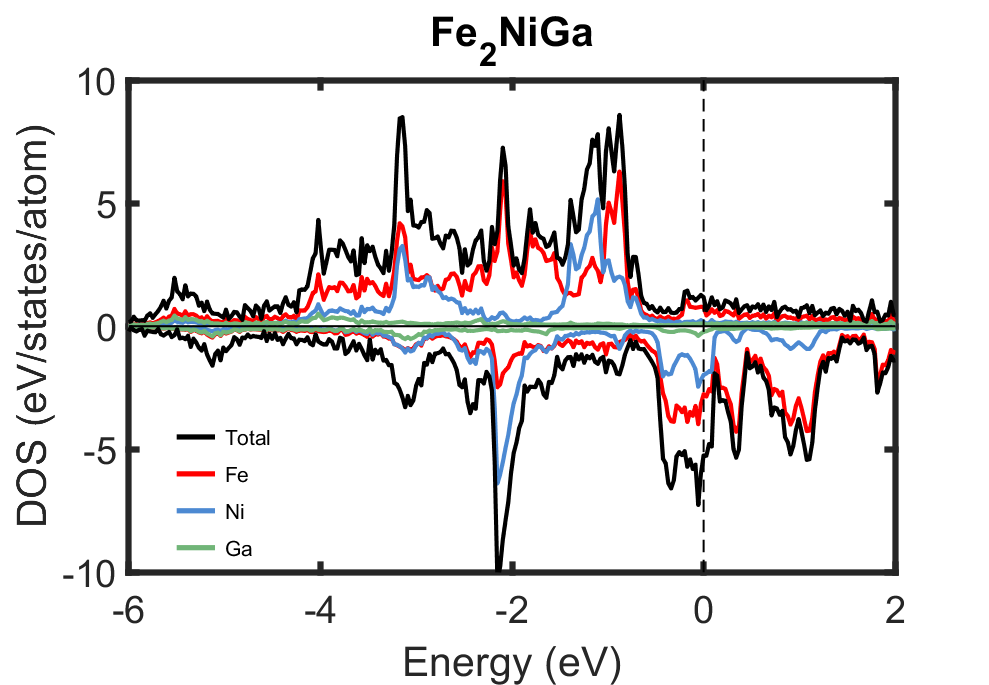 Fe2NiGa
10
5
0
-5
-10
DOS (eV/states/atom)
Total
Fe
Ni
Ga
-6
-4
-2
0
2
Energy (eV)